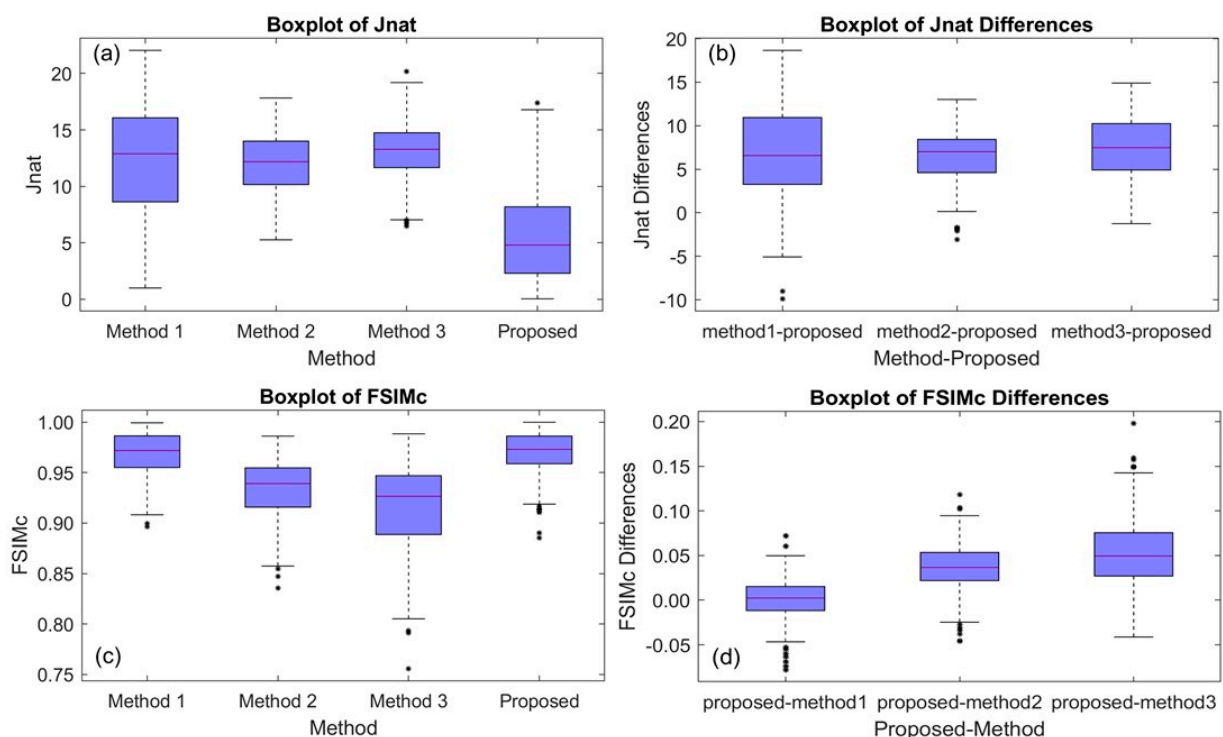 Boxplot of Jnat
(a)
20
15
10
5
0
Jnat
Method 1 Method 2 Method 3 Proposed
Method
Boxplot of Jnat Differences
(b)
20
15
10
5
0
-5
-10
Jnat Differences
method1-proposed method2-proposed method3-proposed
Method-Proposed
Boxplot of FSIMc
1.00
0.95
0.90
0.85
0.80
0.75
FSIMc
(c)
Method 1 Method 2 Method 3 Proposed
Method
Boxplot of FSIMc Differences
0.20
0.15
0.10
0.05
0.00
-0.05
FSIMc Differences
(d)
proposed-method1 proposed-method2 proposed-method3
Proposed-Method